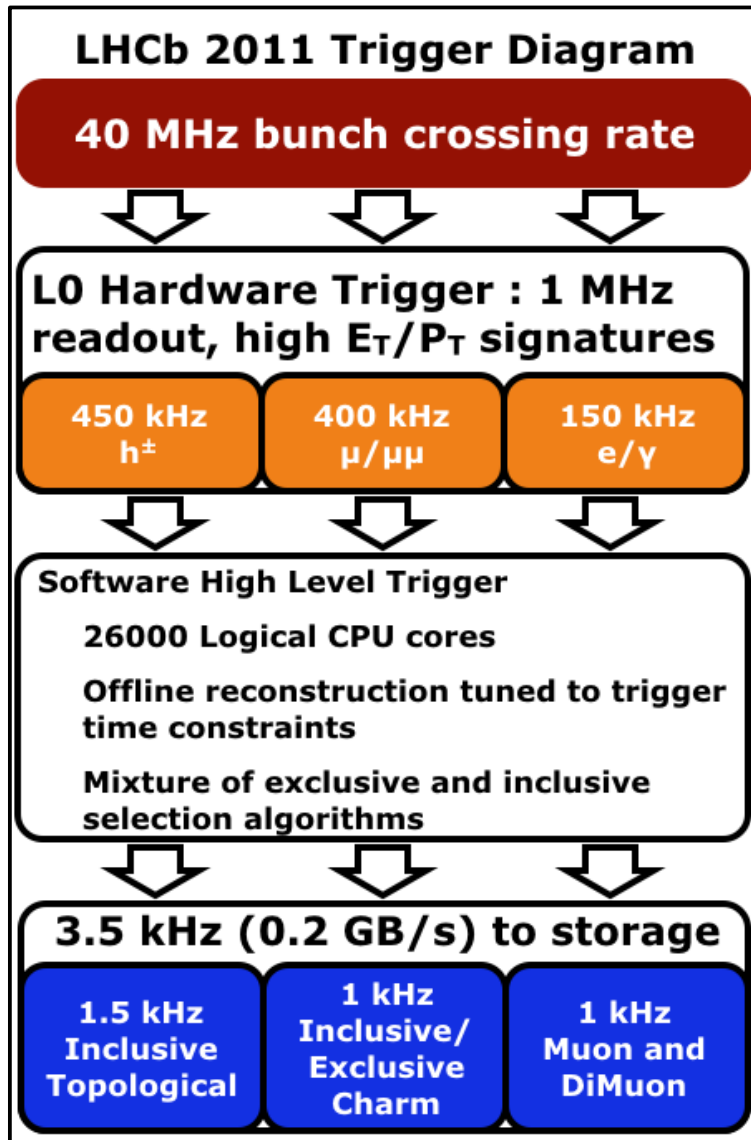 LHCb 2011 Trigger Diagram
40 MHz bunch crossing rate
L0 Hardware Trigger : 1 MHz
readout, high E_T/P_T signatures
450 kHz
h±
400 kHz
μ/μμ
150 kHz
e/γ
Software High Level Trigger
26000 Logical CPU cores
Offline reconstruction tuned to trigger
time constraints
Mixture of exclusive and inclusive
selection algorithms
3.5 kHz (0.2 GB/s) to storage
1.5 kHz
Inclusive
Topological
1 kHz
Inclusive/
Exclusive
Charm
1 kHz
Muon and
DiMuon